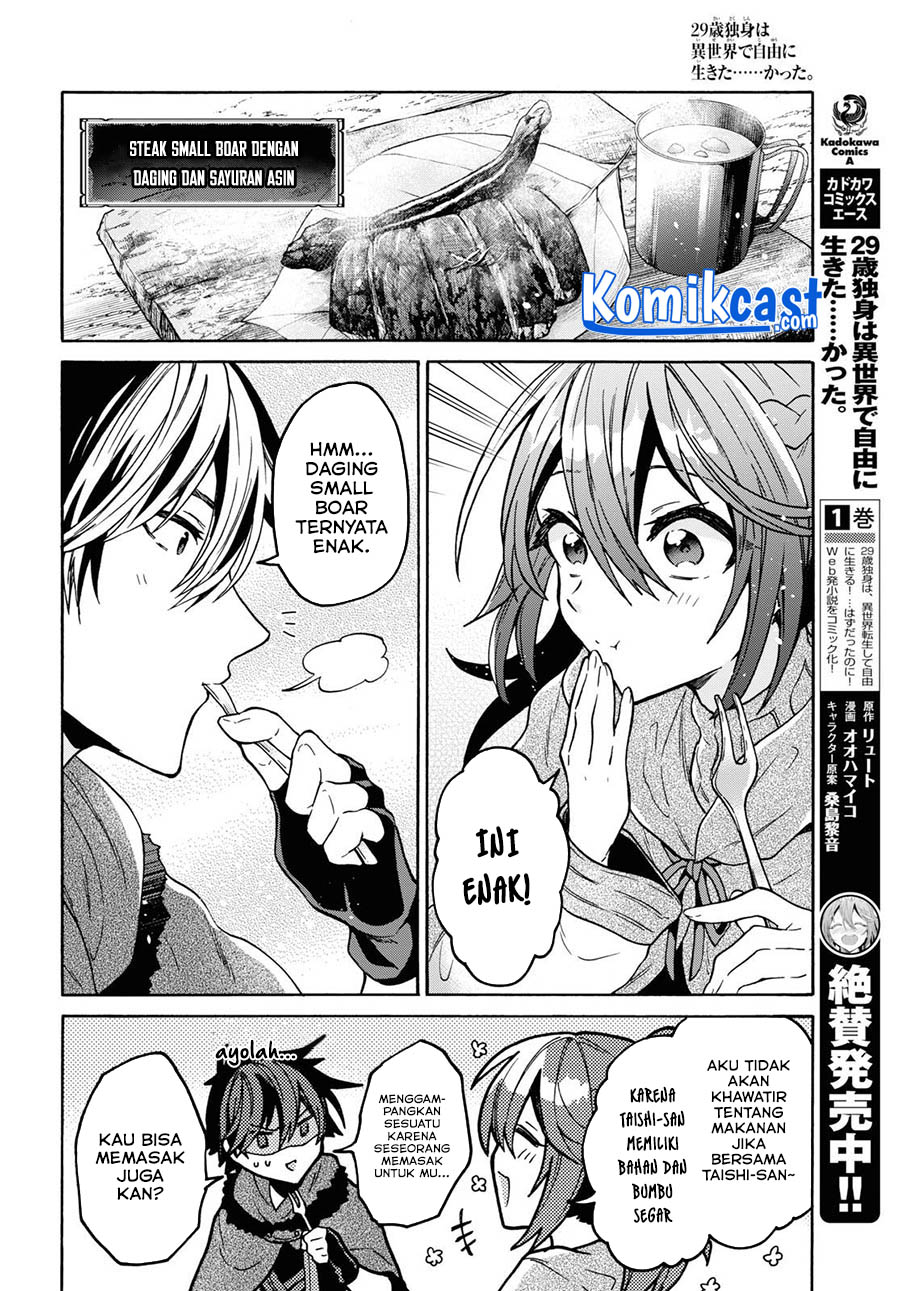 29歳独身は
異世界で自由に
生きた……かった。
STEAK SMALL BOAR DENGAN
DAGING DAN SAYURAN ASIN
Komikcast
.com
INI
ENAK!
HMM...
DAGING
SMALL
BOAR
TERNYATA
ENAK.
AKU TIDAK
AKAN
KHAWATIR
TENTANG
MAKANAN
JIKA
BERSAMA
TAISHI-SAN~
KARENA
TAISHI-SAN
MEMILIKI
BAHAN DAN
BUMBU
SEGAR
MENGGAM-
PANGKAN
SESUATU
KARENA
SESEORANG
MEMASAK
UNTUK MU...
ayolah...
KAU BISA
MEMASAK
JUGA
KAN?
Kadokawa
Comics
A
カドカワ
コミックス
エース
29歳独身は異世界で自由に
生きた……かった。
1巻
29歳独身は、異世界転生して自由
に生きる!…はずだったのに!
Web発小説をコミック化!
原作 リュート
漫画 オオハマイコ
キャラクター原案 桑島黎音
絶賛発売中!!